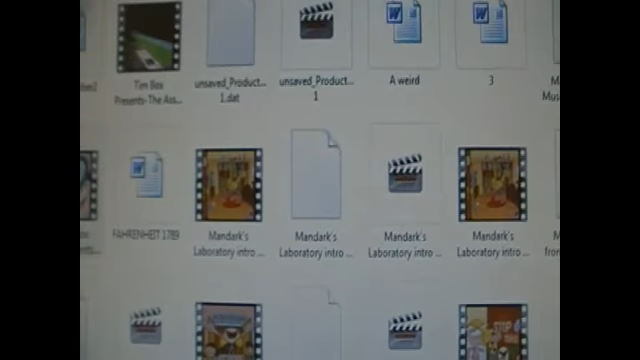 Tim Box
Presents-The Ass...
unsaved_Product...
1.dat
unsaved_Product...
1
A weird
3
Mus
FAHRENHEIT 1789
Mandark's
Laboratory intro ...
Mandark's
Laboratory intro ...
Mandark's
Laboratory intro ...
Mandark's
Laboratory intro ...